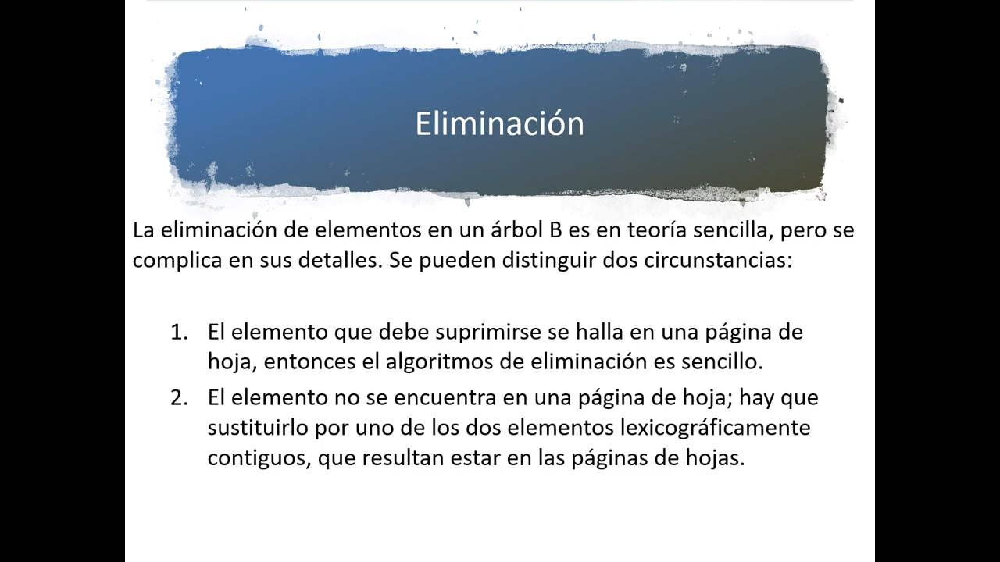 Eliminación
La eliminación de elementos en un árbol B es en teoría sencilla, pero se
complica en sus detalles. Se pueden distinguir dos circunstancias:
1. El elemento que debe suprimirse se halla en una página de
hoja, entonces el algoritmos de eliminación es sencillo.
2. El elemento no se encuentra en una página de hoja; hay que
sustituirlo por uno de los dos elementos lexicográficamente
contiguos, que resultan estar en las páginas de hojas.